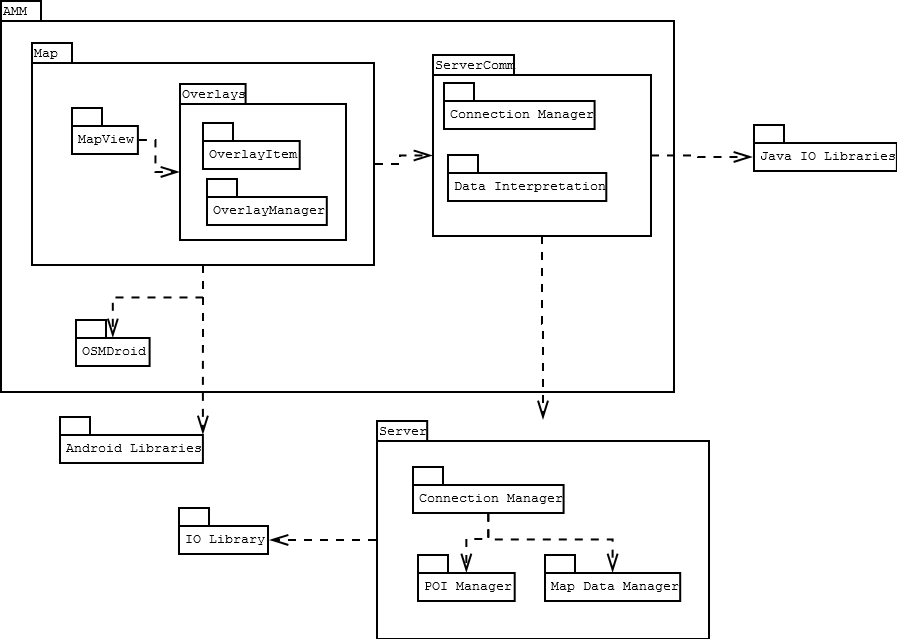 AMM
Map
ServerComm
Overlays
Connection Manager
MapView
OverlayItem
Java IO Libraries
Data Interpretation
OverlayManager
OSMDroid
Server
Android Libraries
Connection Manager
IO Library
POI Manager
Map Data Manager